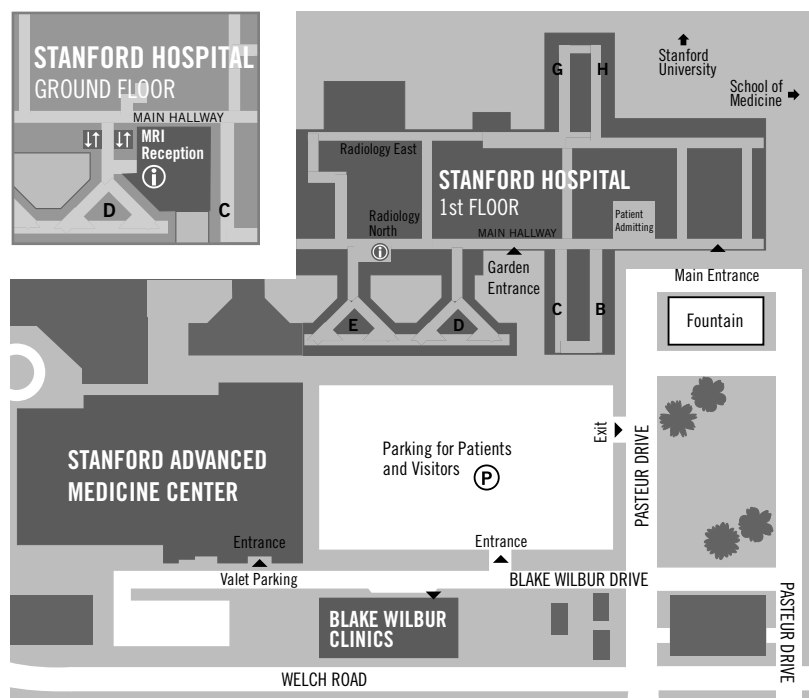 STANFORD HOSPITAL
GROUND FLOOR
MAIN HALLWAY
MRI
Reception
i
D
C
G
H
Stanford
University
School of
Medicine
Radiology East
STANFORD HOSPITAL
1st FLOOR
Radiology
North
i
MAIN HALLWAY
Patient
Admitting
Garden
Entrance
Main Entrance
E
D
C
B
Fountain
STANFORD ADVANCED
MEDICINE CENTER
Parking for Patients
and Visitors
P
Exit
PASTEUR DRIVE
Entrance
Valet Parking
Entrance
BLAKE WILBUR DRIVE
BLAKE WILBUR
CLINICS
PASTEUR DRIVE
WELCH ROAD